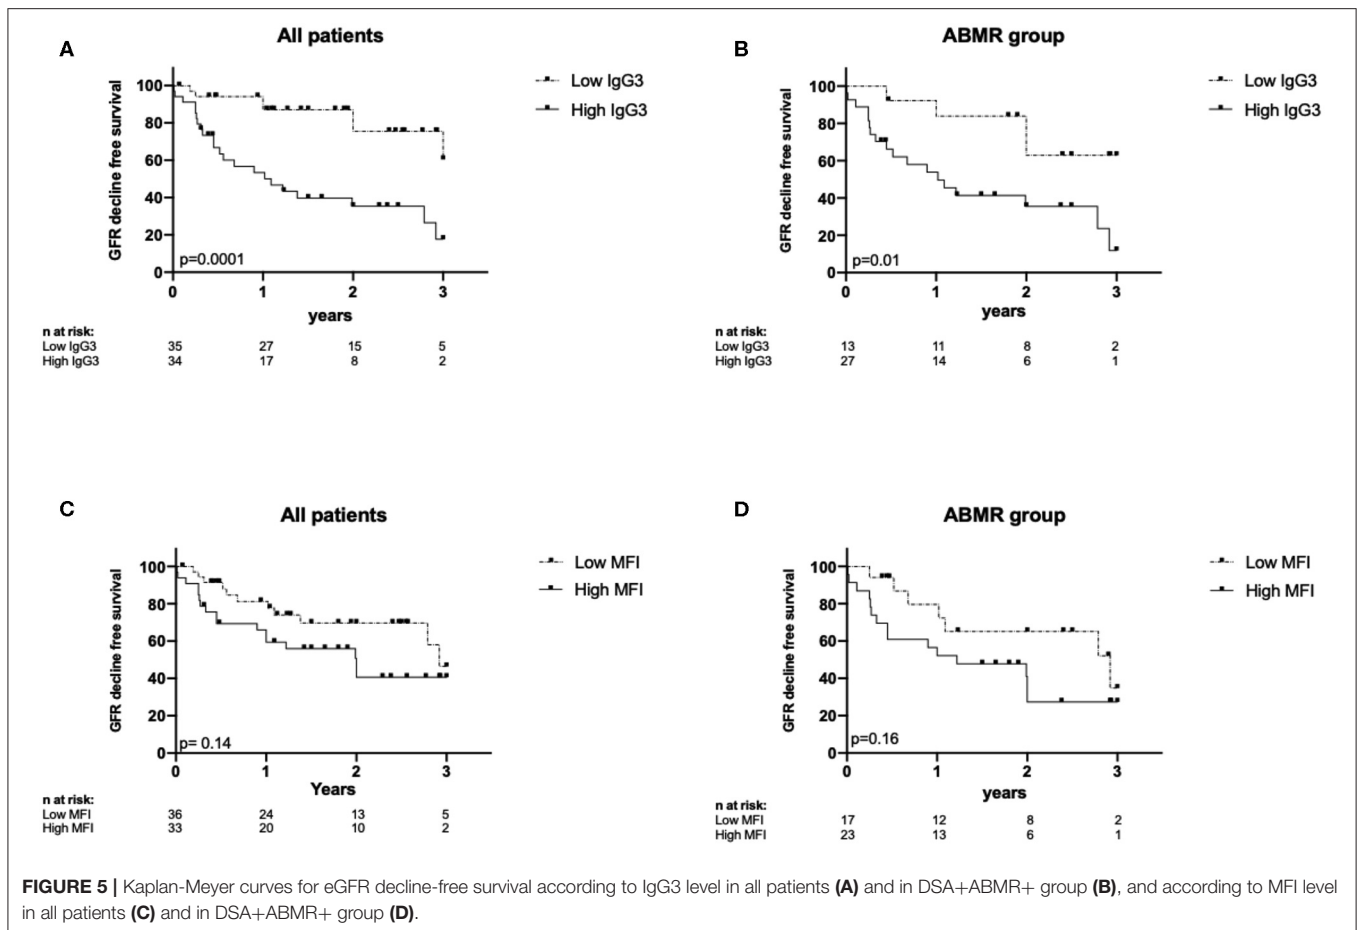 A
All patients
Low IgG3
High IgG3
GFR decline free survival
100
80
60
40
20
0
p=0.0001
0 1 2 3
years
n at risk:
Low IgG3 35 27 15 5
High IgG3 34 17 8 2
B
ABMR group
Low IgG3
High IgG3
GFR decline free survival
100
80
60
40
20
0
p=0.01
0 1 2 3
years
n at risk:
Low IgG3 13 11 8 2
High IgG3 27 14 6 1
C
All patients
Low MFI
High MFI
GFR decline free survival
100
80
60
40
20
0
p= 0.14
0 1 2 3
Years
n at risk:
Low MFI 36 24 13 5
High MFI 33 20 10 2
D
ABMR group
Low MFI
High MFI
GFR decline free survival
100
80
60
40
20
0
p=0.16
0 1 2 3
years
n at risk:
Low MFI 17 12 8 2
High MFI 23 13 6 1
FIGURE 5 | Kaplan-Meyer curves for eGFR decline-free survival according to IgG3 level in all patients (A) and in DSA+ABMR+ group (B), and according to MFI level
in all patients (C) and in DSA+ABMR+ group (D).